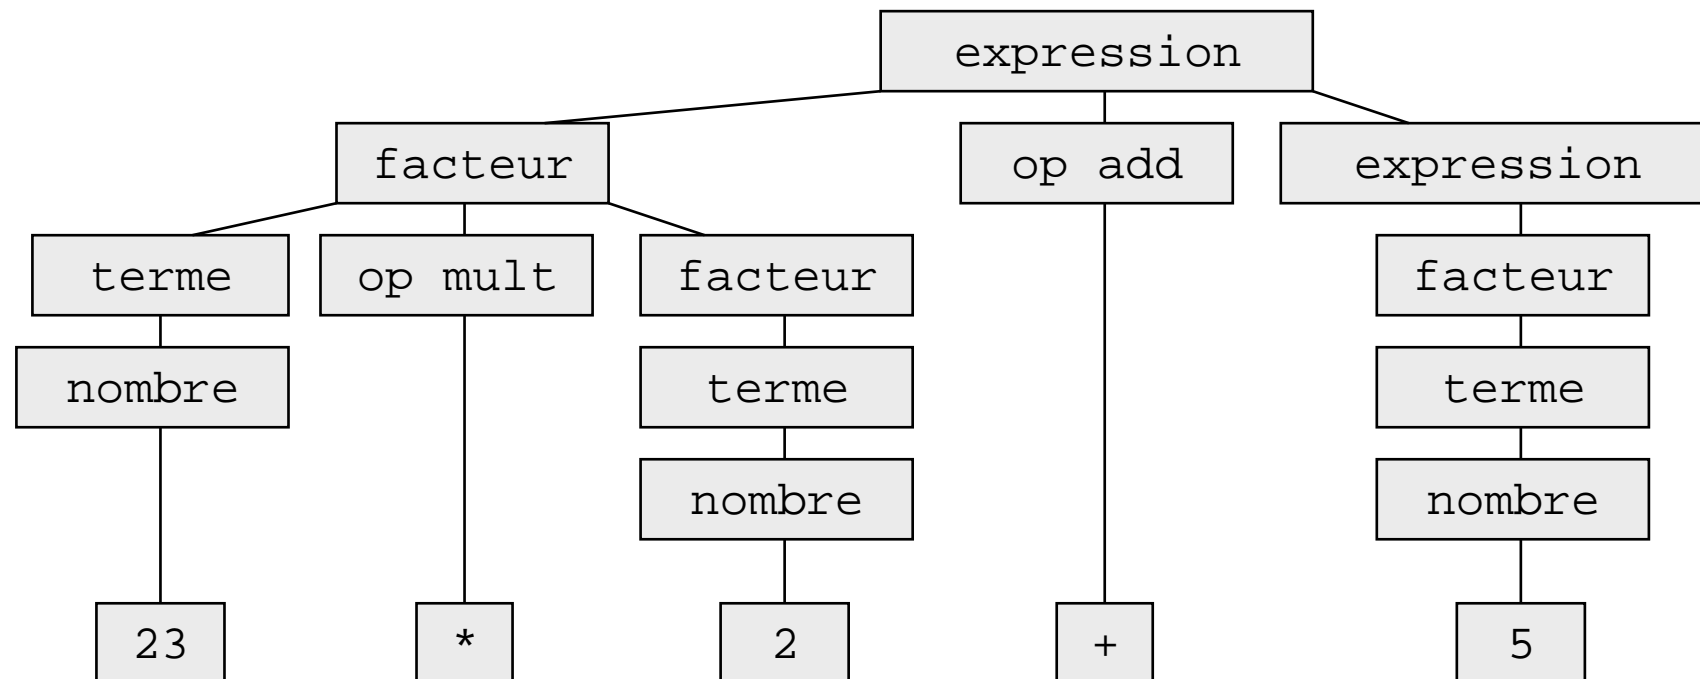 expression
facteur op add expression
terme op mult facteur facteur
nombre terme terme
nombre nombre
23 * 2 + 5